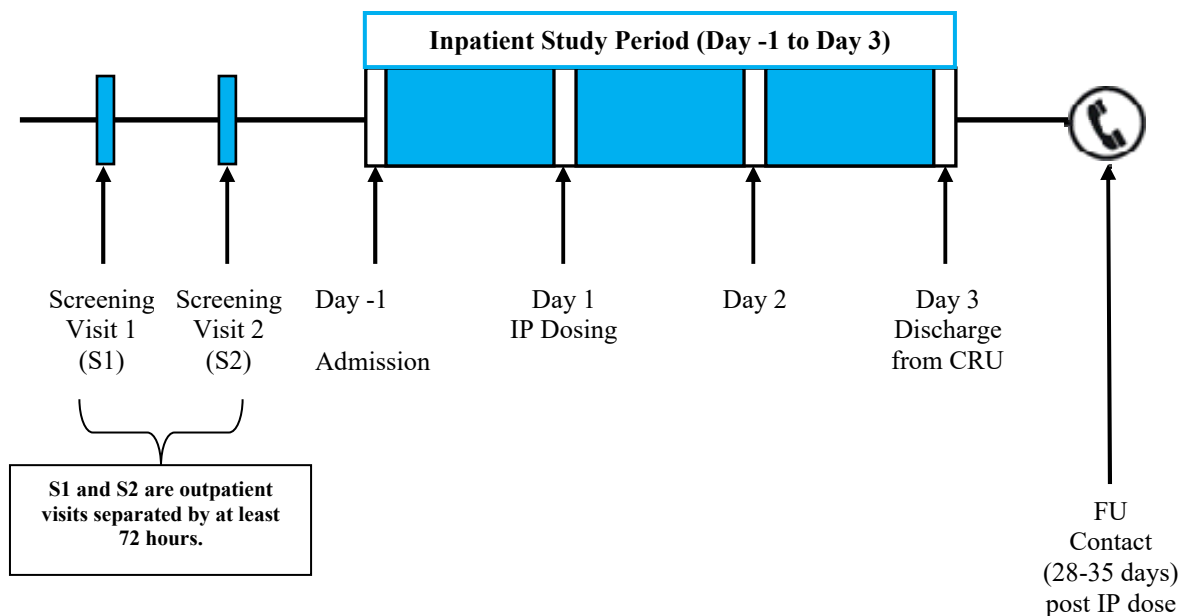 Inpatient Study Period (Day -1 to Day 3)
Screening
Visit 1
(S1)
Screening
Visit 2
(S2)
Day -1
Admission
Day 1
IP Dosing
Day 2
Day 3
Discharge
from CRU
S1 and S2 are outpatient
visits separated by at least
72 hours.
FU
Contact
(28-35 days)
post IP dose